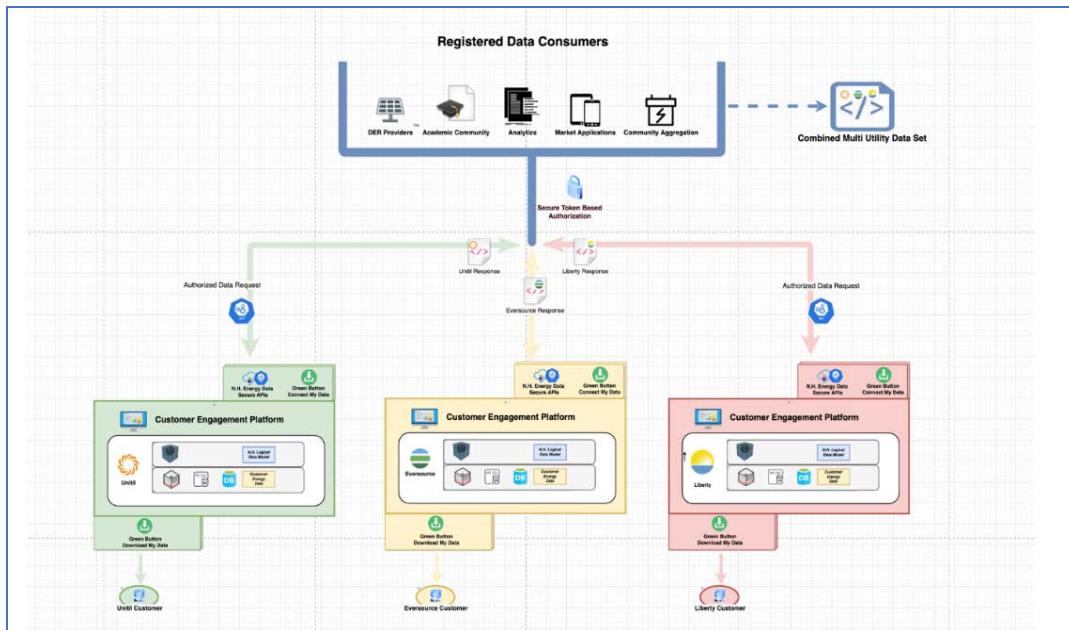 Registered Data Consumers
DER Providers
Academic Community
Analytics
Market Applications
Community Aggregation
Combined Multi Utility Data Set
Secure Token Based
Authorization
Unitil Response
Liberty Response
Eversource Response
Authorized Data Request
Authorized Data Request
N.H. Energy Data
Secure APIs
Green Button
Connect My Data
N.H. Energy Data
Secure APIs
Green Button
Connect My Data
N.H. Energy Data
Secure APIs
Green Button
Connect My Data
Customer Engagement Platform
Customer Engagement Platform
Customer Engagement Platform
Unitil
N.H. Logical
Data Model
DB
Customer
Energy
Data
Eversource
N.H. Logical
Data Model
DB
Customer
Energy
Data
Liberty
N.H. Logical
Data Model
DB
Customer
Energy
Data
Green Button
Download My Data
Green Button
Download My Data
Green Button
Download My Data
Unitil Customer
Eversource Customer
Liberty Customer